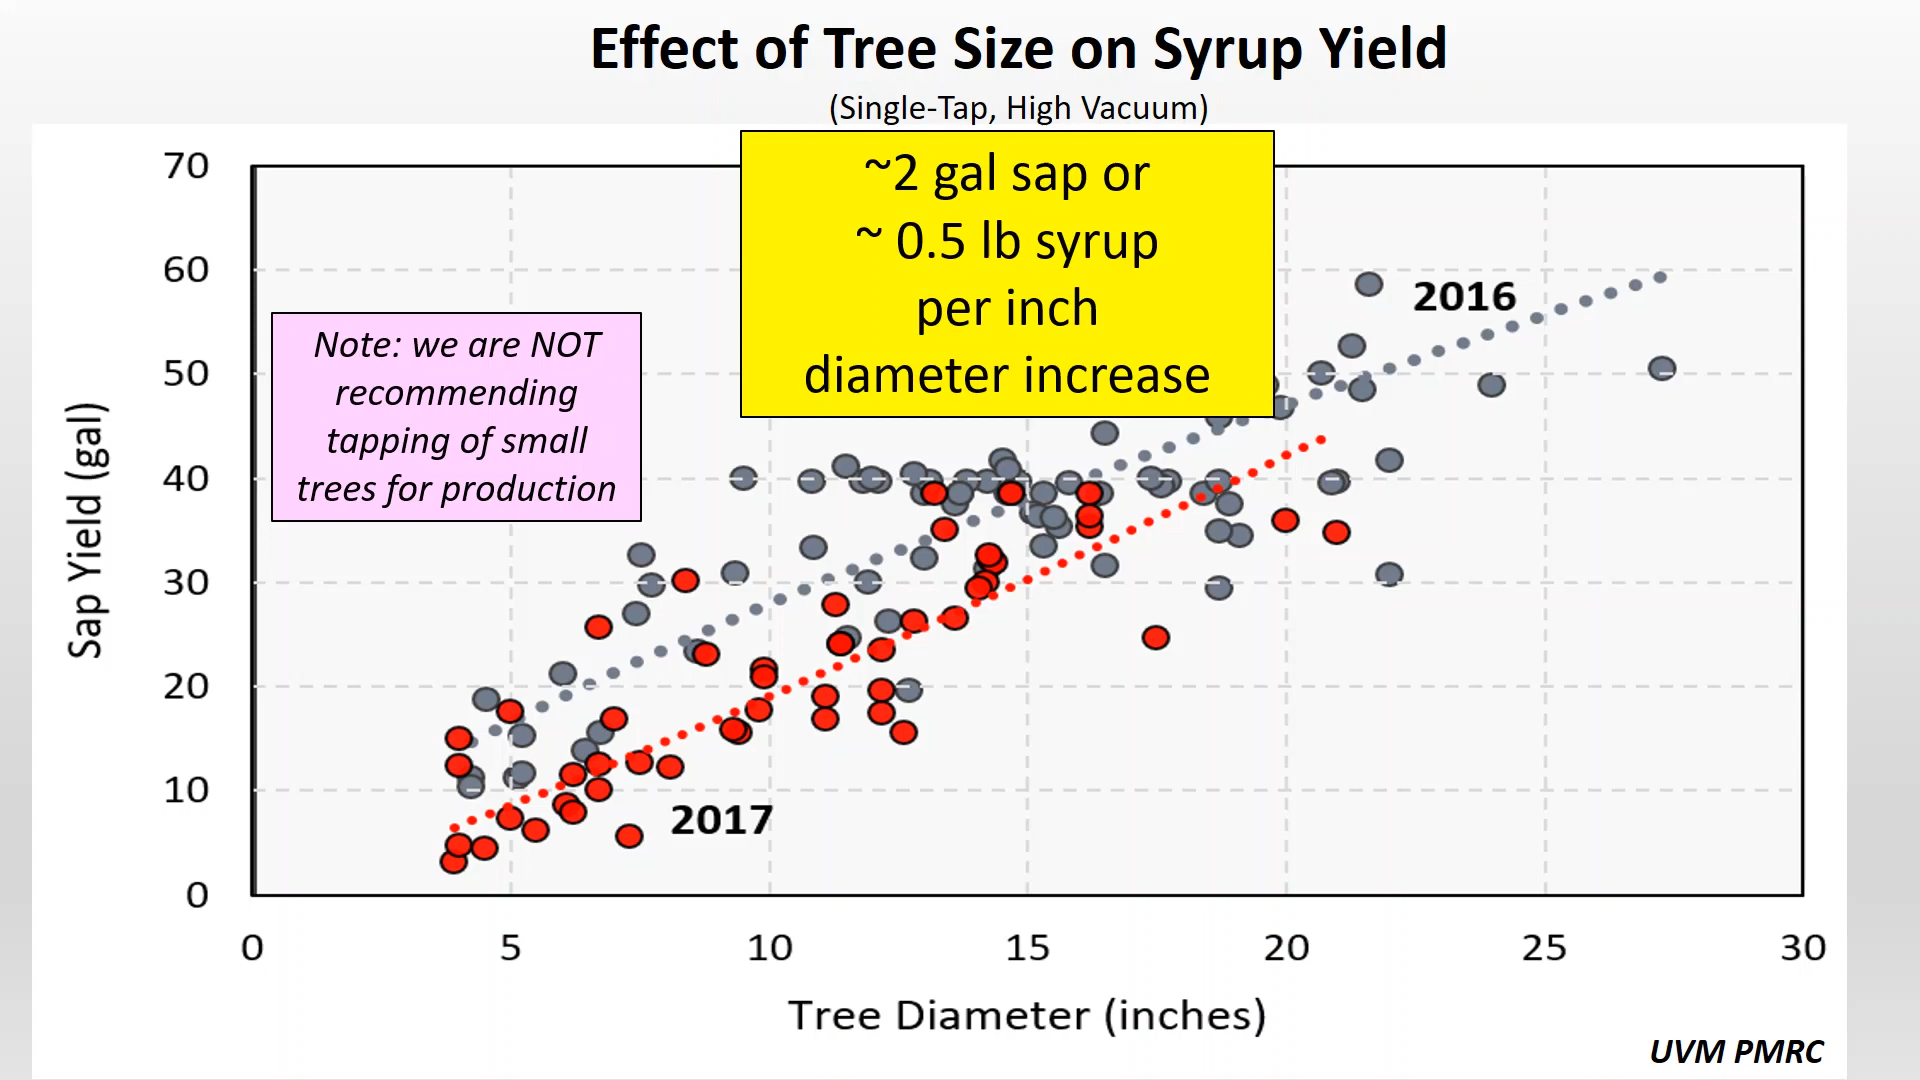 Effect of Tree Size on Syrup Yield
(Single-Tap, High Vacuum)
~2 gal sap or
~ 0.5 lb syrup
per inch
diameter increase
Note: we are NOT
recommending
tapping of small
trees for production
2016
2017
70
60
50
40
30
20
10
0
Sap Yield (gal)
0 5 10 15 20 25 30
Tree Diameter (inches)
UVM PMRC